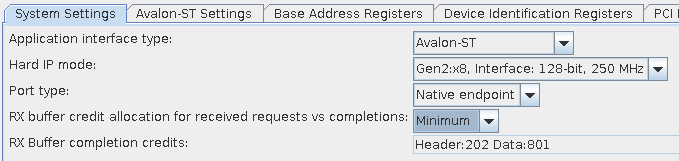 System Settings Avalon-ST Settings Base Address Registers Device Identification Registers PCI
Application interface type: Avalon-ST
Hard IP mode: Gen2:x8, Interface: 128-bit, 250 MHz
Port type: Native endpoint
RX buffer credit allocation for received requests vs completions: Minimum
RX Buffer completion credits: Header:202 Data:801